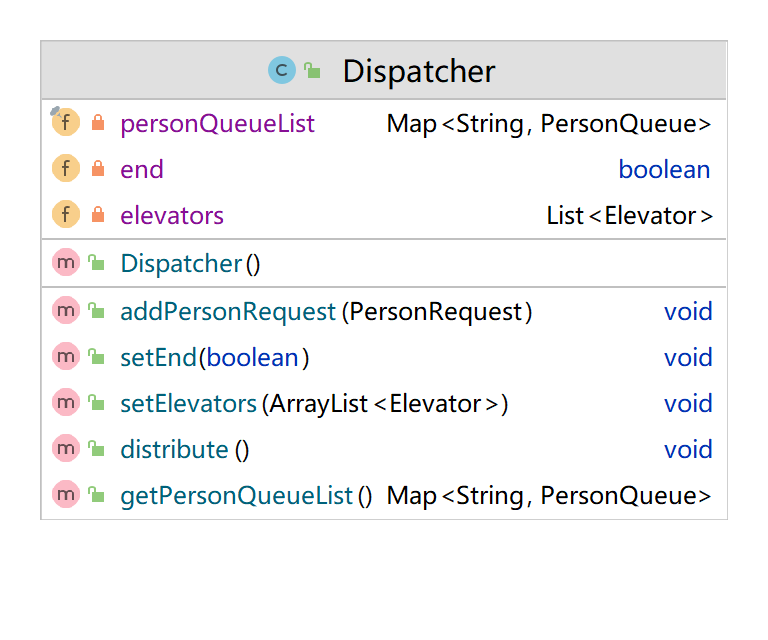 C Dispatcher
f personQueueList Map<String, PersonQueue>
f end boolean
f elevators List<Elevator>
m Dispatcher()
m addPersonRequest(PersonRequest) void
m setEnd(boolean) void
m setElevators(ArrayList<Elevator>) void
m distribute() void
m getPersonQueueList() Map<String, PersonQueue>